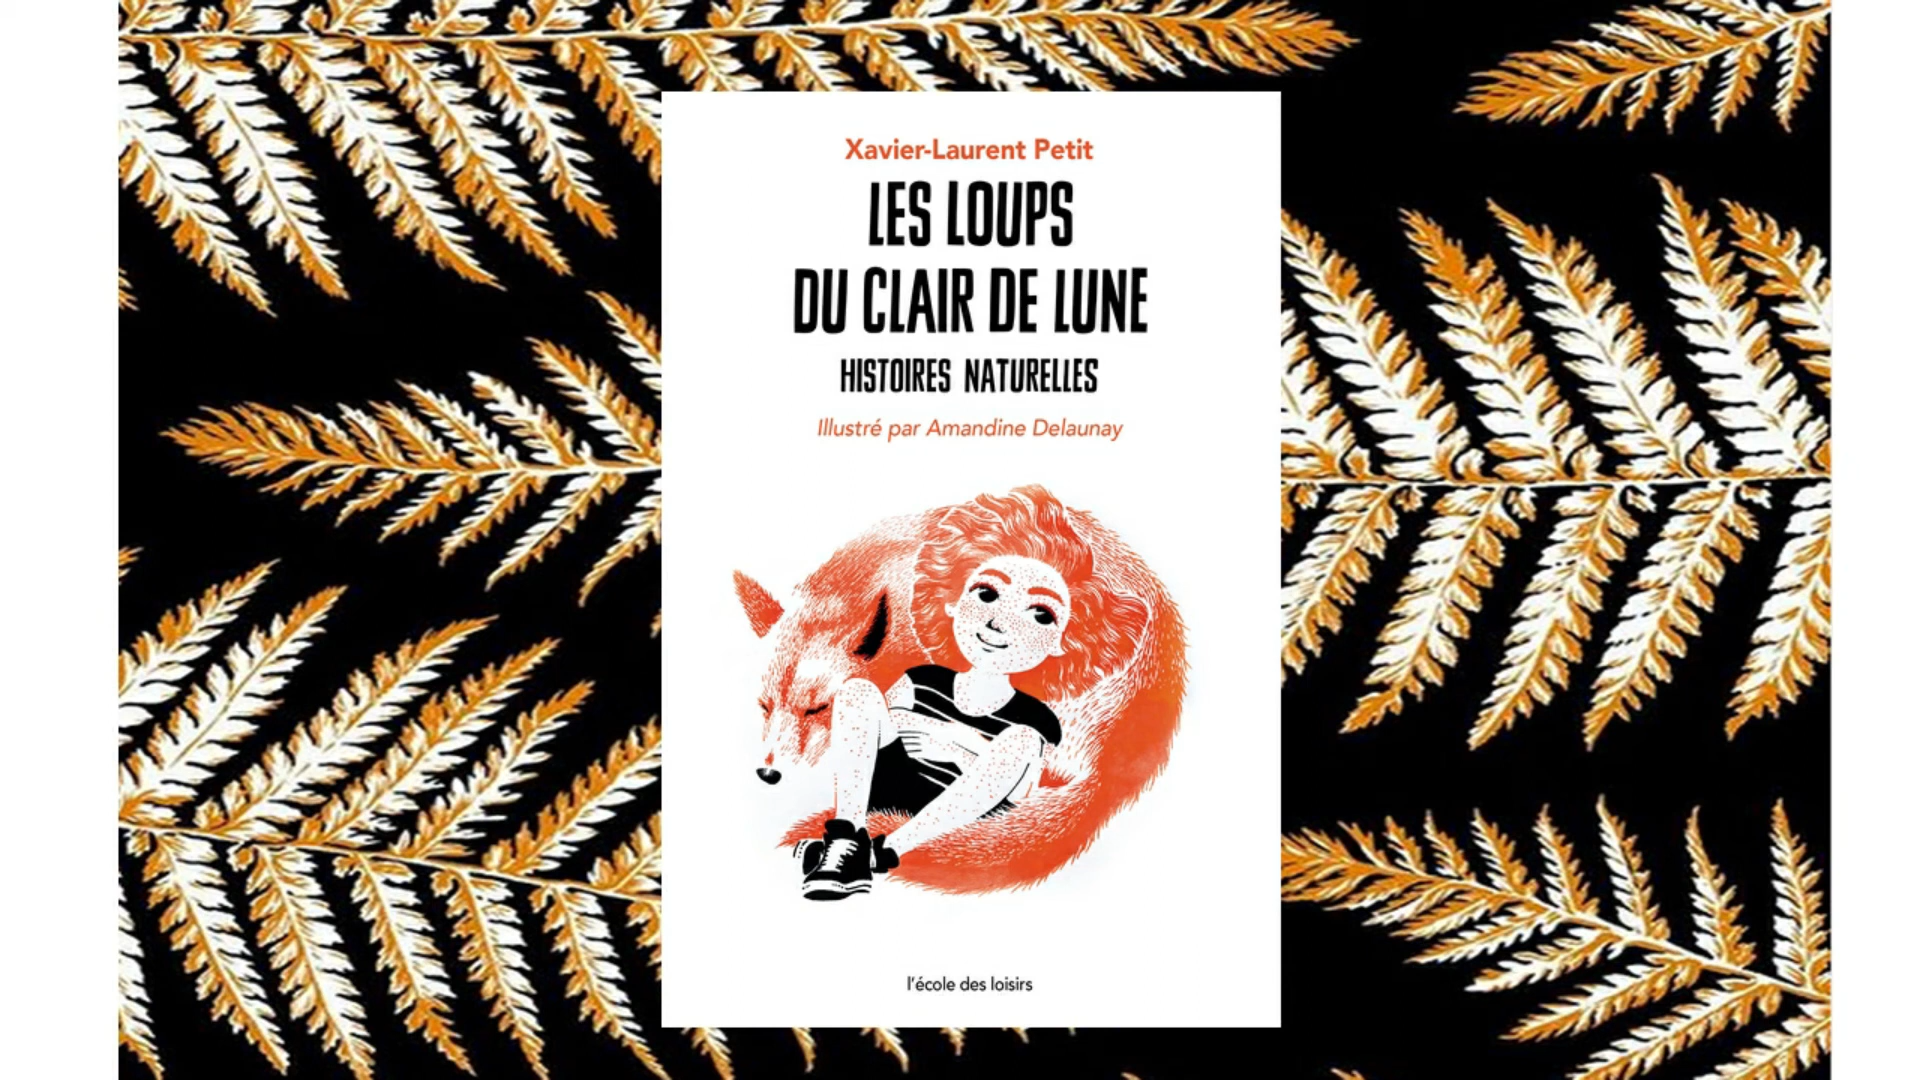 Xavier-Laurent Petit
LES LOUPS
DU CLAIR DE LUNE
HISTOIRES NATURELLES
Illustré par Amandine Delaunay
l'école des loisirs